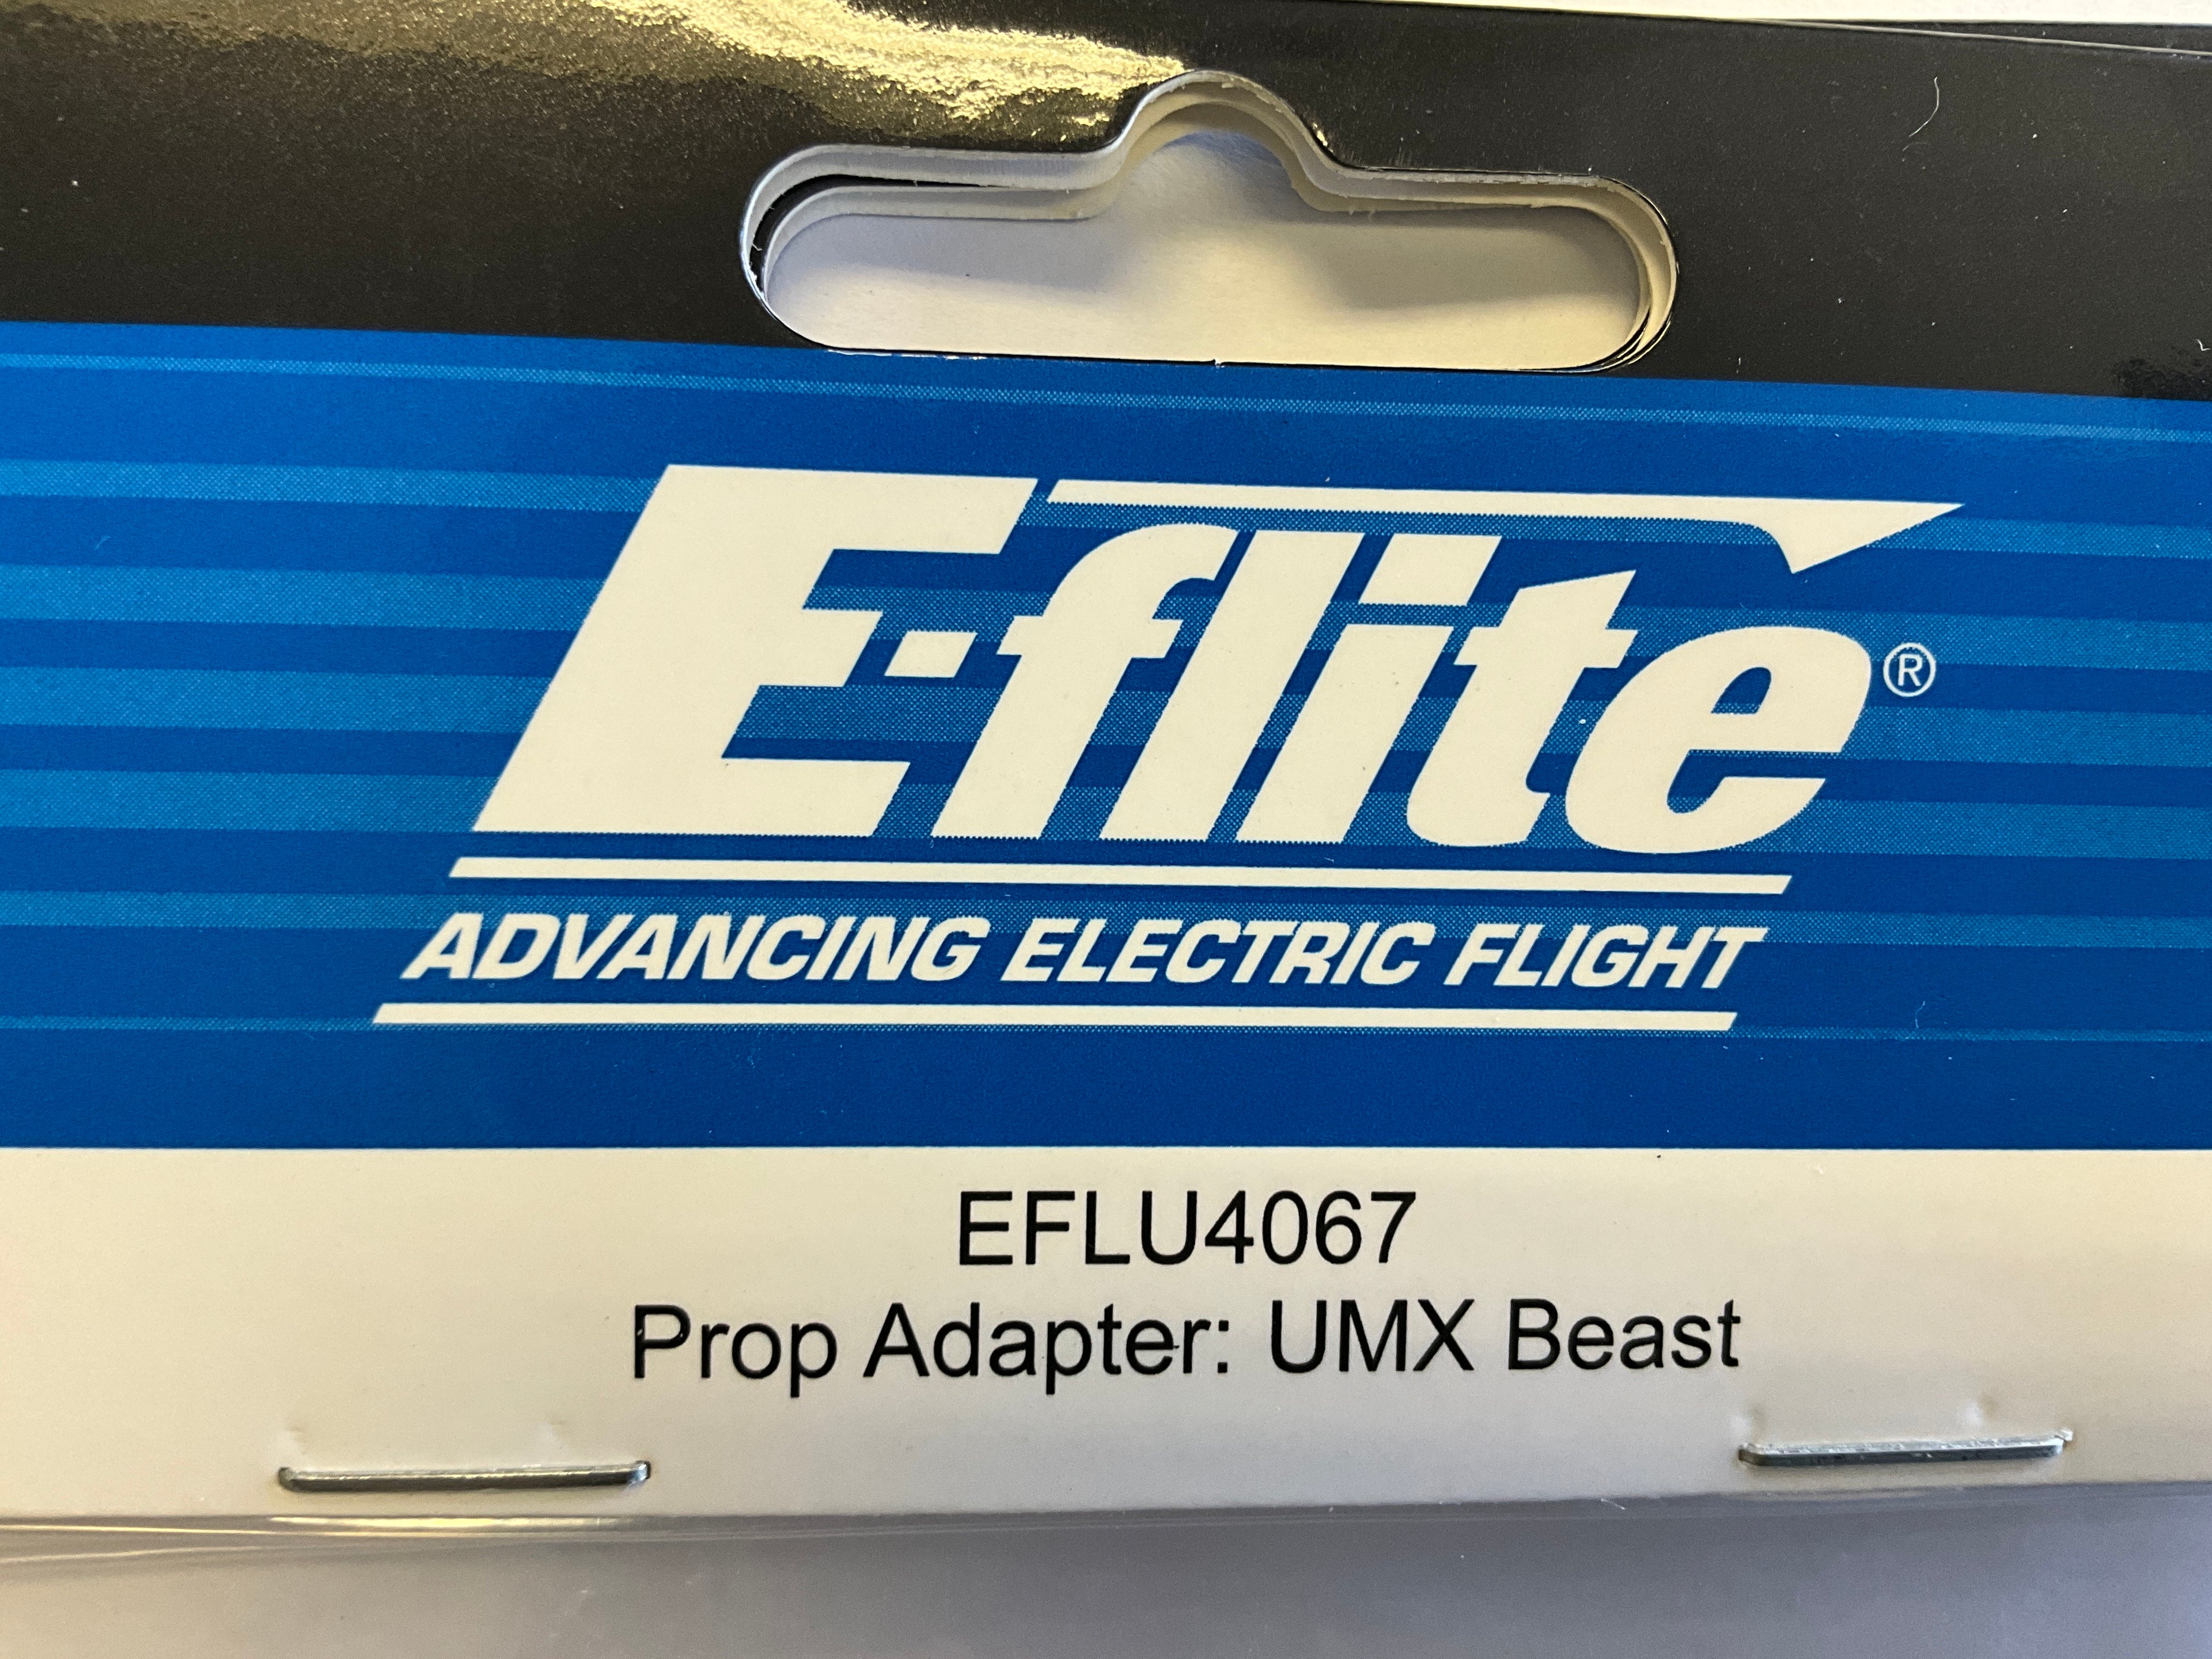 E-flite®
ADVANCING ELECTRIC FLIGHT
EFLU4067
Prop Adapter: UMX Beast